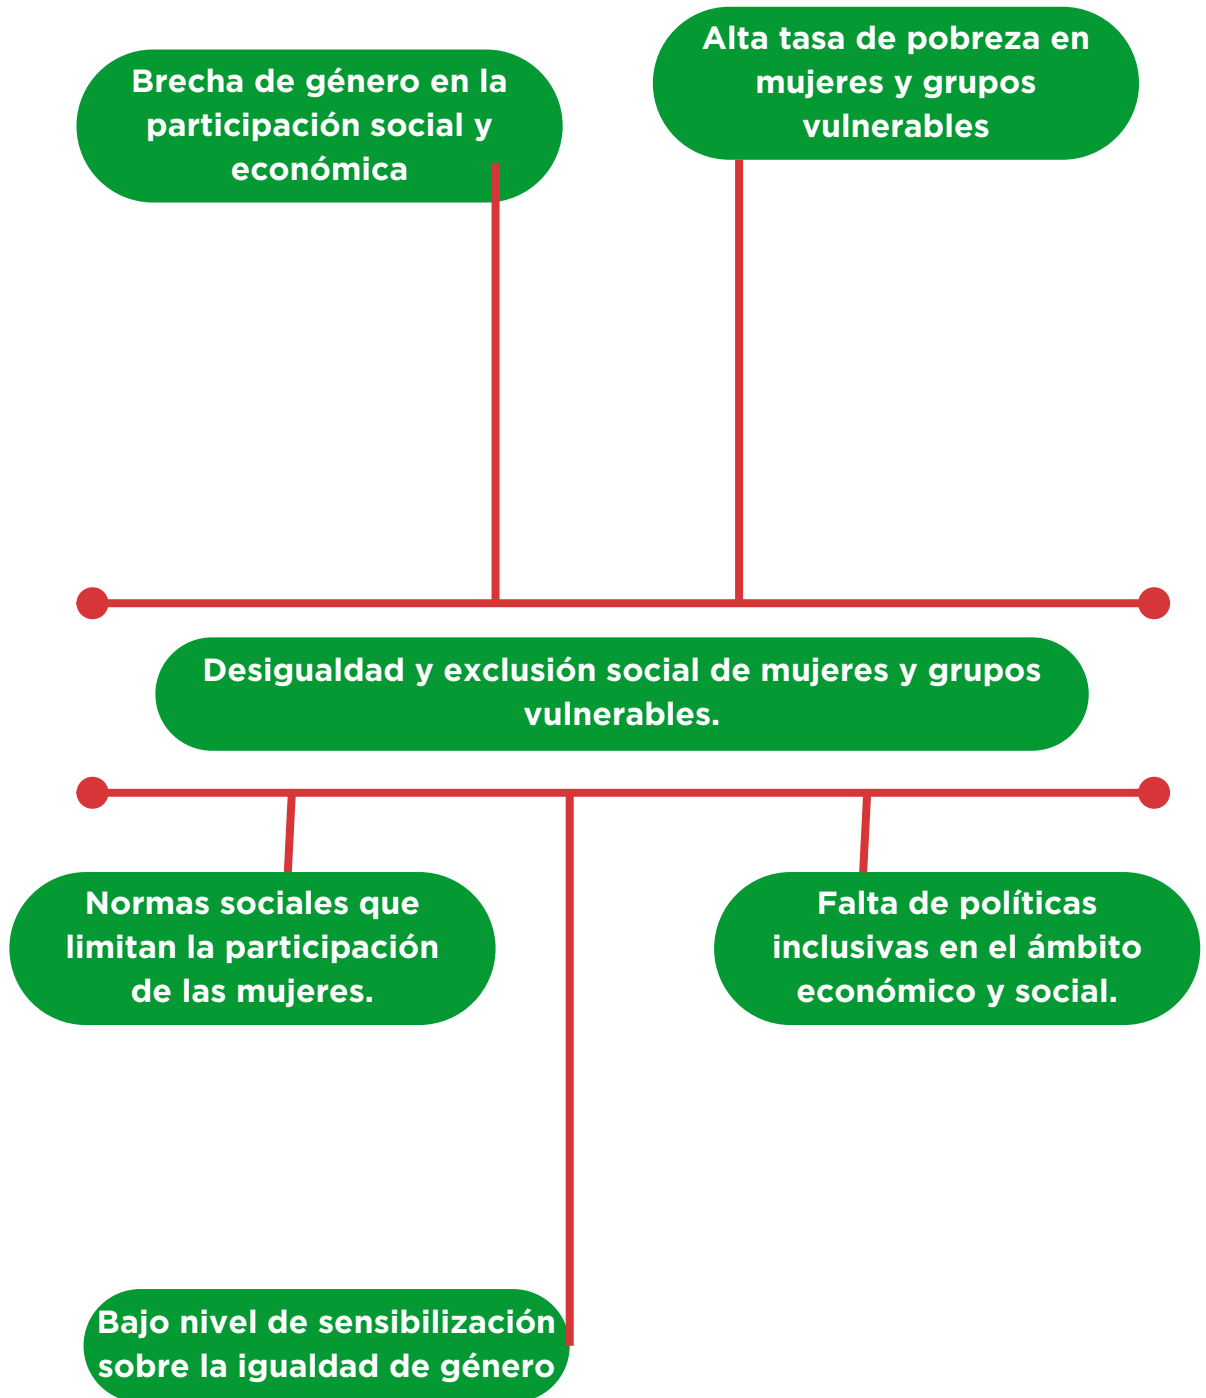 Brecha de género en la
participación social y
económica
Alta tasa de pobreza en
mujeres y grupos
vulnerables
Desigualdad y exclusión social de mujeres y grupos
vulnerables.
Normas sociales que
limitan la participación
de las mujeres.
Falta de políticas
inclusivas en el ámbito
económico y social.
Bajo nivel de sensibilización
sobre la igualdad de género